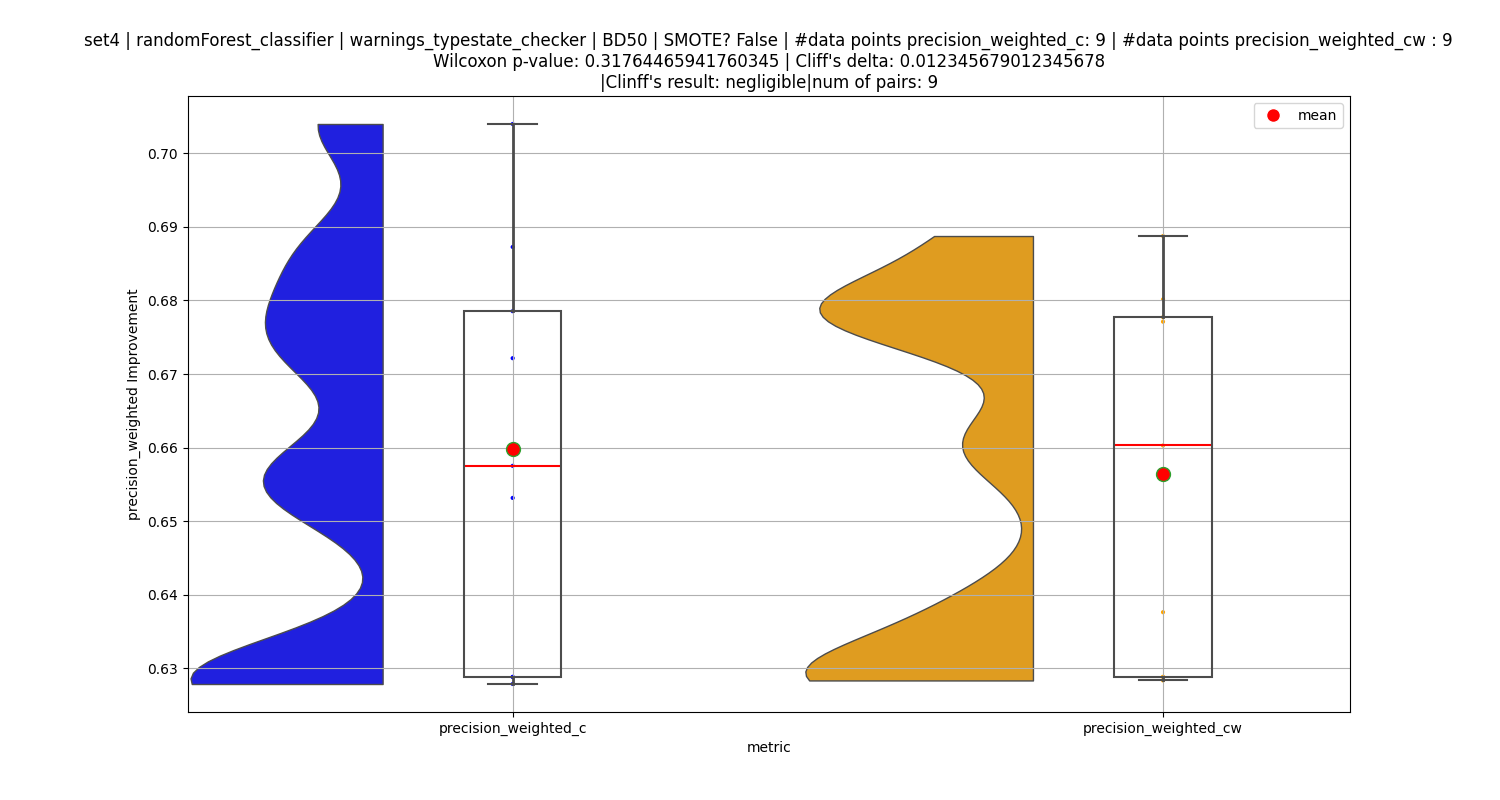 set4 | randomForest_classifier | warnings_typestate_checker | BD50 | SMOTE? False | #data points precision_weighted_c: 9 | #data points precision_weighted_cw : 9
Wilcoxon p-value: 0.31764465941760345 | Cliff's delta: 0.012345679012345678
|Clinff's result: negligible|num of pairs: 9
mean
precision_weighted Improvement
0.70
0.69
0.68
0.67
0.66
0.65
0.64
0.63
precision_weighted_c
precision_weighted_cw
metric